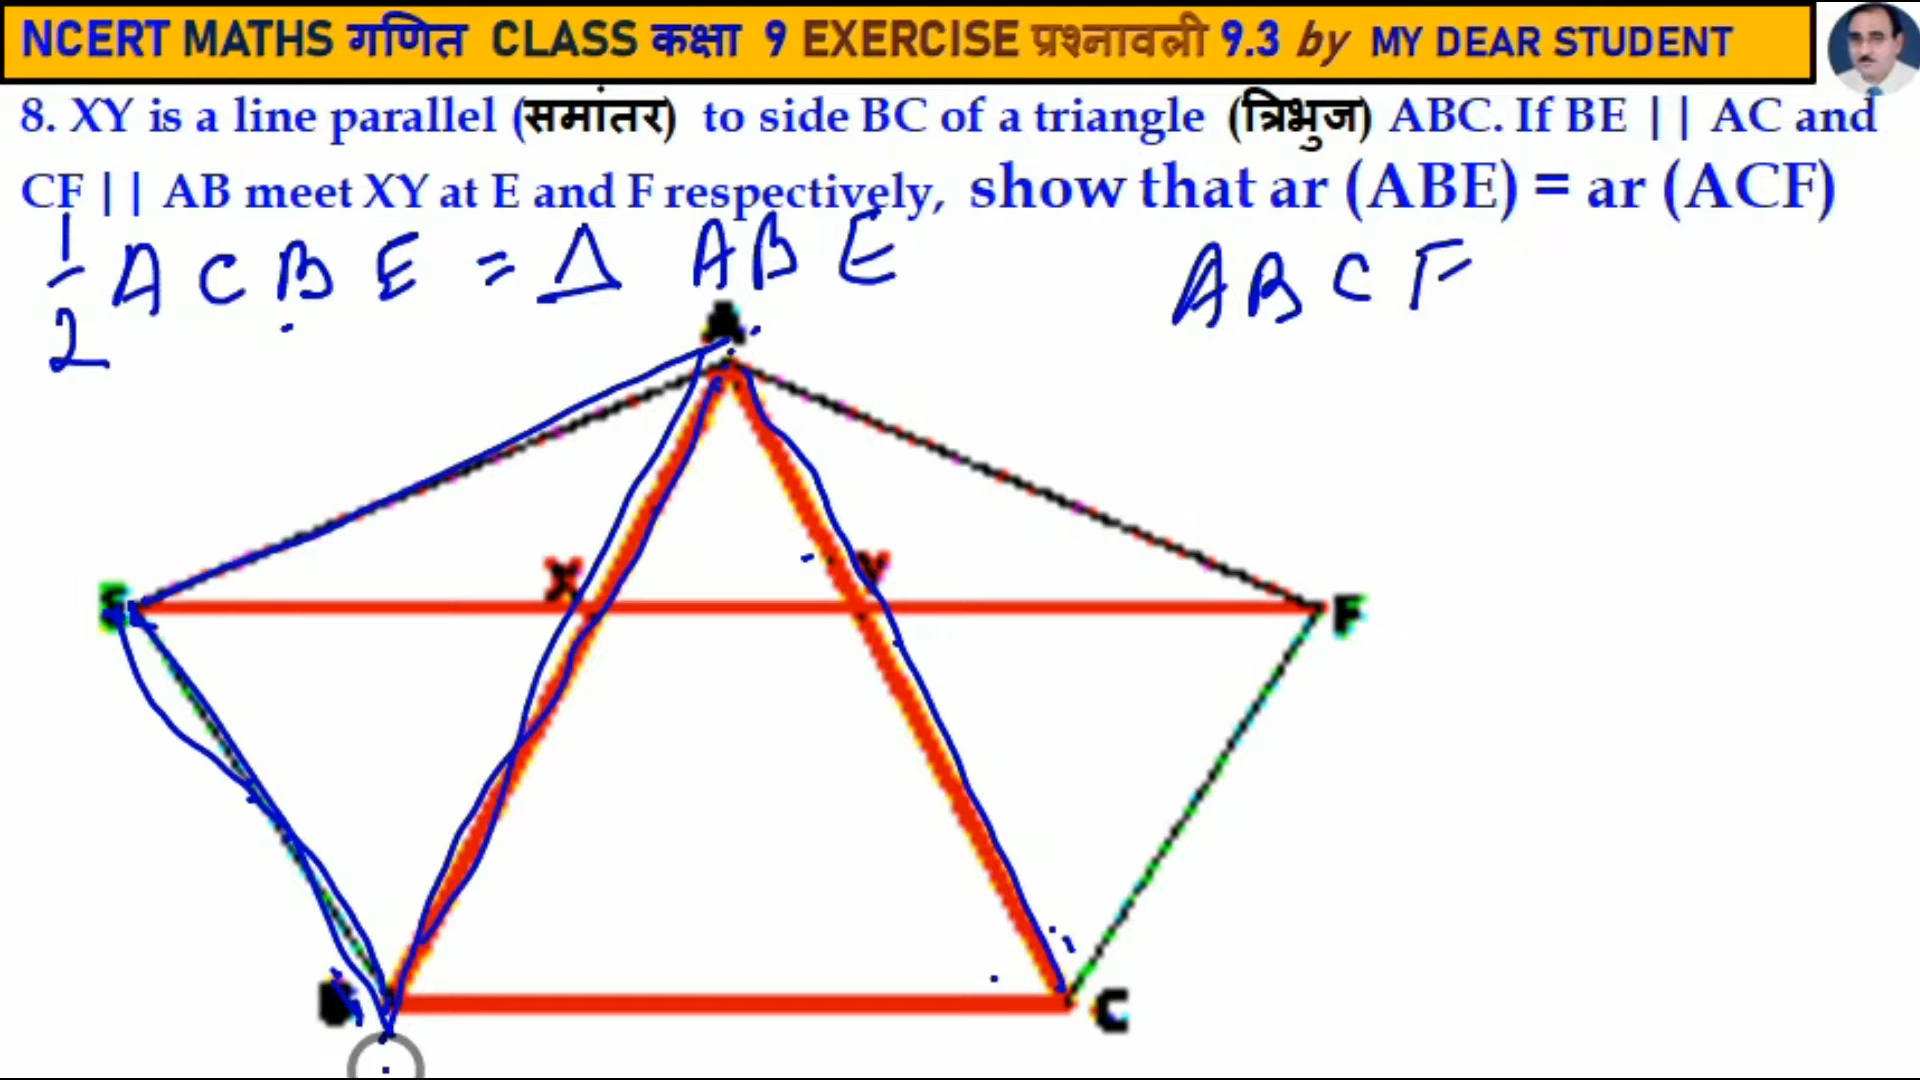 NCERT MATHS गणित CLASS कक्षा 9 EXERCISE प्रश्नावली 9.3 by MY DEAR STUDENT
8. XY is a line parallel (समांतर) to side BC of a triangle (त्रिभुज) ABC. If BE || AC and
CF || AB meet XY at E and F respectively, show that ar (ABE) = ar (ACF)
1/2 ACBE = Δ ABE ABCF
A
X Y
E F
B C